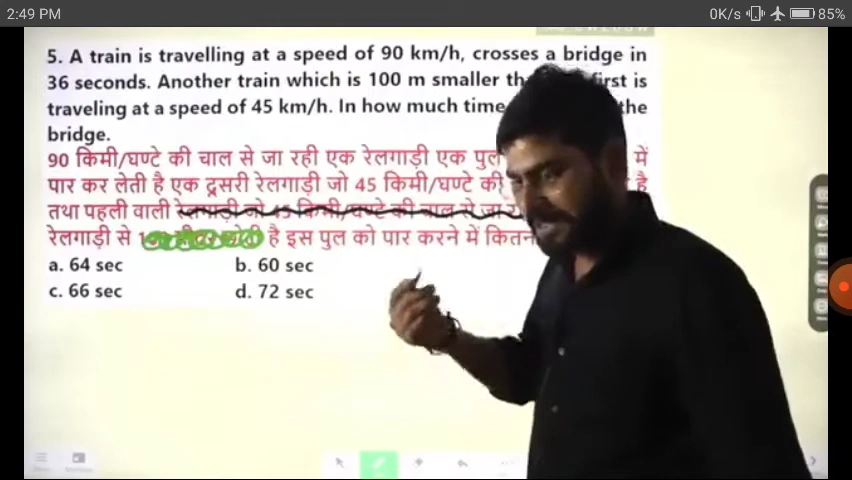 2:49 PM 0K/s 85%
5. A train is travelling at a speed of 90 km/h, crosses a bridge in
36 seconds. Another train which is 100 m smaller is
traveling at a speed of 45 km/h. In how much time the
bridge.
90 किमी/घण्टे की चाल से जा रही एक रेलगाड़ी एक पुल में
पार कर लेती है एक दूसरी रेलगाड़ी जो 45 किमी/घण्टे की है
तथा पहली वाली
रेलगाड़ी से है इस पुल को पार करने में
a. 64 sec b. 60 sec
c. 66 sec d. 72 sec